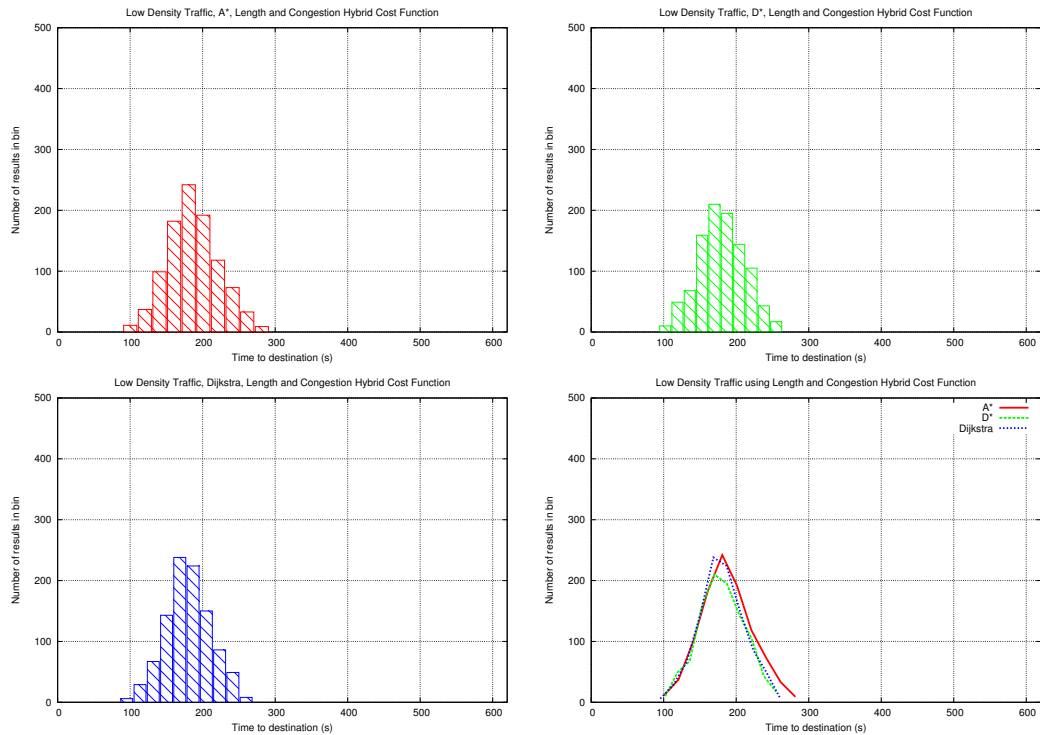 Low Density Traffic, A*, Length and Congestion Hybrid Cost Function
500
400
300
200
100
0
Number of results in bin
0 100 200 300 400 500 600
Time to destination (s)
Low Density Traffic, D*, Length and Congestion Hybrid Cost Function
500
400
300
200
100
0
Number of results in bin
0 100 200 300 400 500 600
Time to destination (s)
Low Density Traffic, Dijkstra, Length and Congestion Hybrid Cost Function
500
400
300
200
100
0
Number of results in bin
0 100 200 300 400 500 600
Time to destination (s)
Low Density Traffic using Length and Congestion Hybrid Cost Function
A*
D*
Dijkstra
500
400
300
200
100
0
Number of results in bin
0 100 200 300 400 500 600
Time to destination (s)